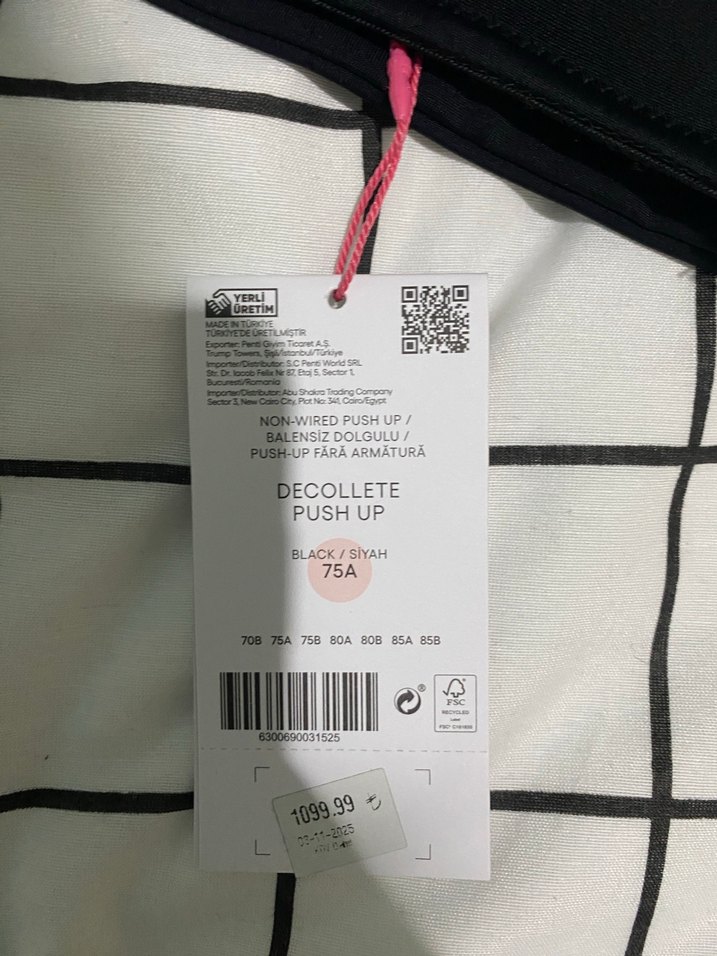 YERLİ
ÜRETİM
MADE IN TÜRKİYE
TÜRKİYE'DE ÜRETİLMİŞTİR
Exporter: Penti Giyim Ticaret A.Ş.
Trump Towers, Şişli/İstanbul/Türkiye
Importer/Distributor: S.C Penti World SRL
Str. Dr. Iacob Felix Nr 87, Etaj 5, Sector 1,
Bucuresti/Romania
Importer/Distributor: Abu Shakra Trading Company
Sector 3, New Cairo City, Plot No: 341, Cairo/Egypt
NON-WIRED PUSH UP /
BALENSİZ DOLGULU /
PUSH-UP FĂRĂ ARMĂTURĂ
DECOLLETE
PUSH UP
BLACK / SİYAH
75A
70B 75A 75B 80A 80B 85A 85B
6300690031525
®
FSC
RECYCLED
Label
1099.99 ₺
03-11-2025